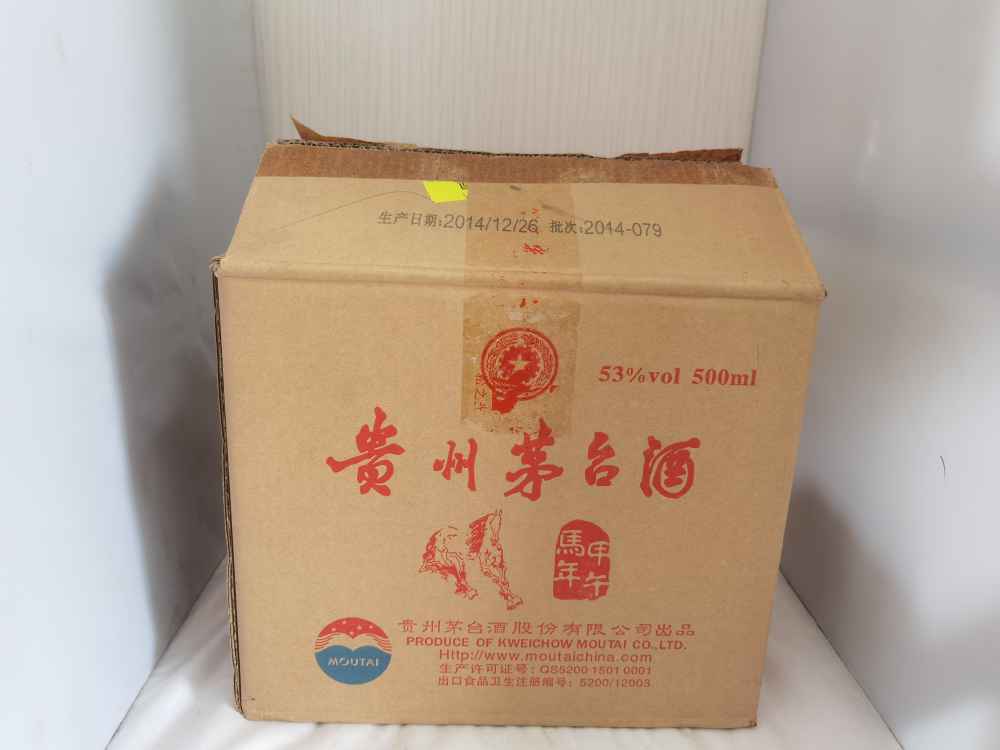 生产日期:2014/12/26 批次:2014-079
53%vol 500ml
贵州茅台酒
甲午
馬年
MOUTAI
贵州茅台酒股份有限公司出品
PRODUCE OF KWEICHOW MOUTAI CO.,LTD.
Http://www.moutaichina.com
生产许可证号: QS5200 1501 0001
出口食品卫生注册编号: 5200/12003